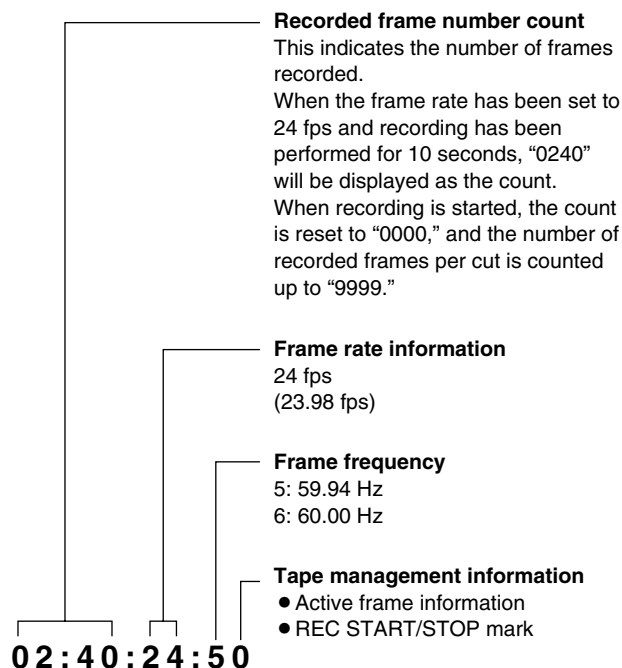 Recorded frame number count
This indicates the number of frames
recorded.
When the frame rate has been set to
24 fps and recording has been
performed for 10 seconds, “0240”
will be displayed as the count.
When recording is started, the count
is reset to “0000,” and the number of
recorded frames per cut is counted
up to “9999.”
Frame rate information
24 fps
(23.98 fps)
Frame frequency
5: 59.94 Hz
6: 60.00 Hz
Tape management information
● Active frame information
● REC START/STOP mark
02:40:24:50